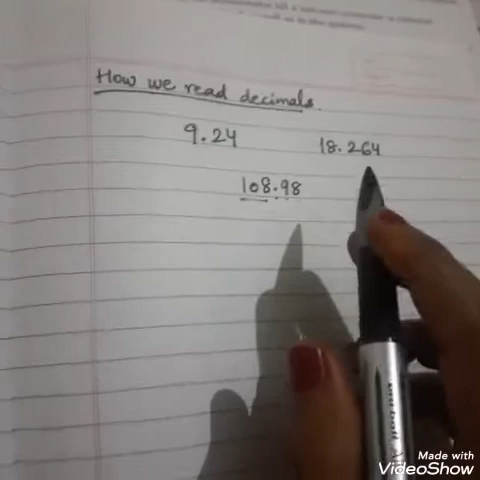 How we read decimals.
9.24 18.264
108.98
Made with
VideoShow